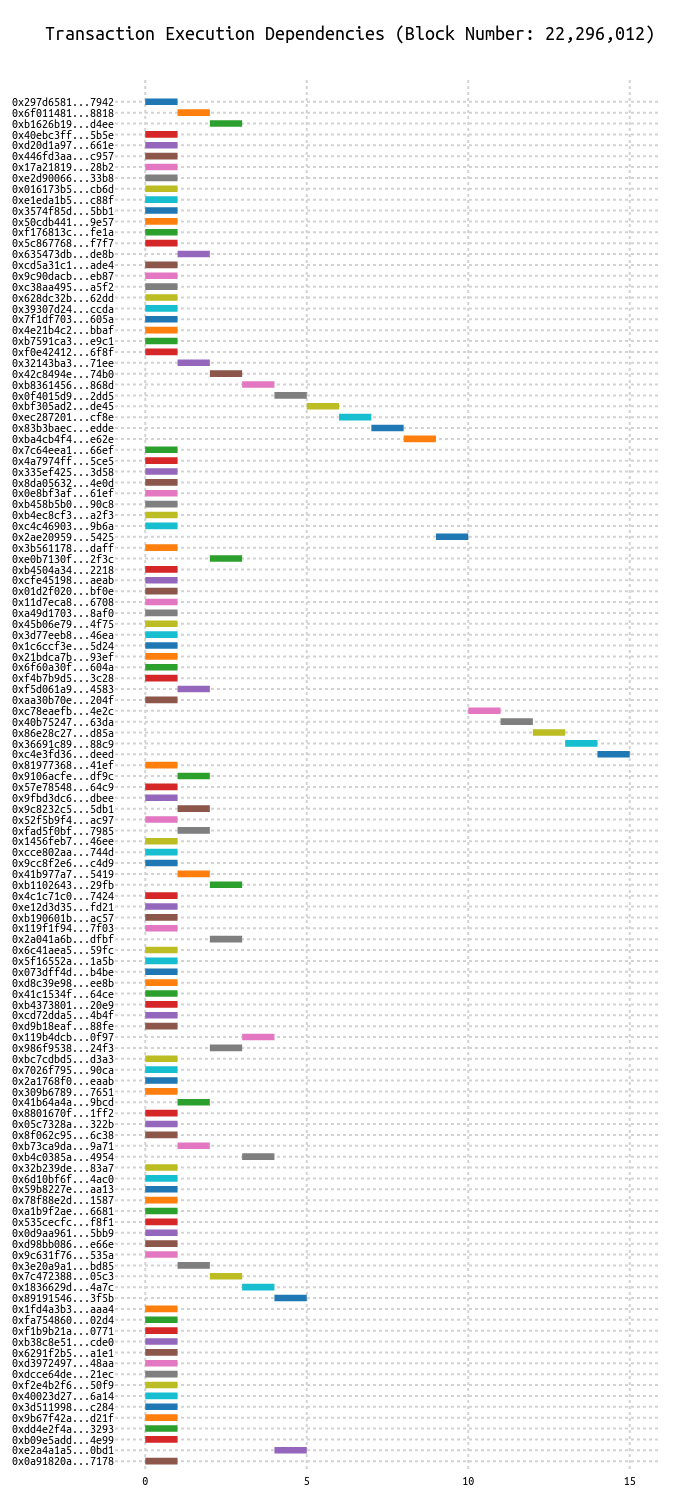 Transaction Execution Dependencies (Block Number: 22,296,012)
0x297d6581...7942
0x6f011481...8818
0xb1626b19...d4ee
0x40ebc3ff...5b5e
0xd20d1a97...661e
0x446fd3aa...c957
0x17a21819...28b2
0xe2d90066...33b8
0x016173b5...cb6d
0xe1eda1b5...c88f
0x3574f85d...5bb1
0x50cdb441...9e57
0xf176813c...fe1a
0x5c867768...f7f7
0x635473db...de8b
0xcd5a31c1...ade4
0x9c90dacb...eb87
0xc38aa495...a5f2
0x628dc32b...62dd
0x39307d24...ccda
0x7f1df703...605a
0x4e21b4c2...bbaf
0xb7591ca3...e9c1
0xf0e42412...6f8f
0x32143ba3...71ee
0x42c8494e...74b0
0xb8361456...868d
0x0f4015d9...2dd5
0xbf305ad2...de45
0xec287201...cf8e
0x83b3baec...edde
0xba4cb4f4...e62e
0x7c64eea1...66ef
0x4a7974ff...5ce5
0x335ef425...3d58
0x8da05632...4e0d
0x0e8bf3af...61ef
0xb458b5b0...90c8
0xb4ec8cf3...a2f3
0xc4c46903...9b6a
0x2ae20959...5425
0x3b561178...daff
0xe0b7130f...2f3c
0xb4504a34...2218
0xcfe45198...aeab
0x01d2f020...bf0e
0x11d7eca8...6708
0xa49d1703...8af0
0x45b06e79...4f75
0x3d77eeb8...46ea
0x1c6ccf3e...5d24
0x21bdca7b...93ef
0x6f60a30f...604a
0xf4b7b9d5...3c28
0xf5d061a9...4583
0xaa30b70e...204f
0xc78eaefb...4e2c
0x40b75247...63da
0x86e28c27...d85a
0x36691c89...88c9
0xc4e3fd36...deed
0x81977368...41ef
0x9106acfe...df9c
0x57e78548...64c9
0x9fbd3dc6...dbee
0x9c8232c5...5db1
0x52f5b9f4...ac97
0xfad5f0bf...7985
0x1456feb7...46ee
0xcce802aa...744d
0x9cc8f2e6...c4d9
0x41b977a7...5419
0xb1102643...29fb
0x4c1c71c0...7424
0xe12d3d35...fd21
0xb190601b...ac57
0x119f1f94...7f03
0x2a041a6b...dfbf
0x6c41aea5...59fc
0x5f16552a...1a5b
0x073dff4d...b4be
0xd8c39e98...ee8b
0x41c1534f...64ce
0xb4373801...20e9
0xcd72dda5...4b4f
0xd9b18eaf...88fe
0x119b4dcb...0f97
0x986f9538...24f3
0xbc7cdbd5...d3a3
0x7026f795...90ca
0x2a1768f0...eaab
0x309b6789...7651
0x41b64a4a...9bcd
0x8801670f...1ff2
0x05c7328a...322b
0x8f062c95...6c38
0xb73ca9da...9a71
0xb4c0385a...4954
0x32b239de...83a7
0x6d10bf6f...4ac0
0x59b8227e...aa13
0x78f88e2d...1587
0xa1b9f2ae...6681
0x535cecfc...f8f1
0x0d9aa961...5bb9
0xd98bb086...e66e
0x9c631f76...535a
0x3e20a9a1...bd85
0x7c472388...05c3
0x1836629d...4a7c
0x89191546...3f5b
0x1fd4a3b3...aaa4
0xfa754860...02d4
0xf1b9b21a...0771
0xb38c8e51...cde0
0x6291f2b5...a1e1
0xd3972497...48aa
0xdcce64de...21ec
0xf2e4b2f6...50f9
0x40023d27...6a14
0x3d511998...c284
0x9b67f42a...d21f
0xdd4e2f4a...3293
0xb09e5add...4e99
0xe2a4a1a5...0bd1
0x0a91820a...7178
0 5 10 15